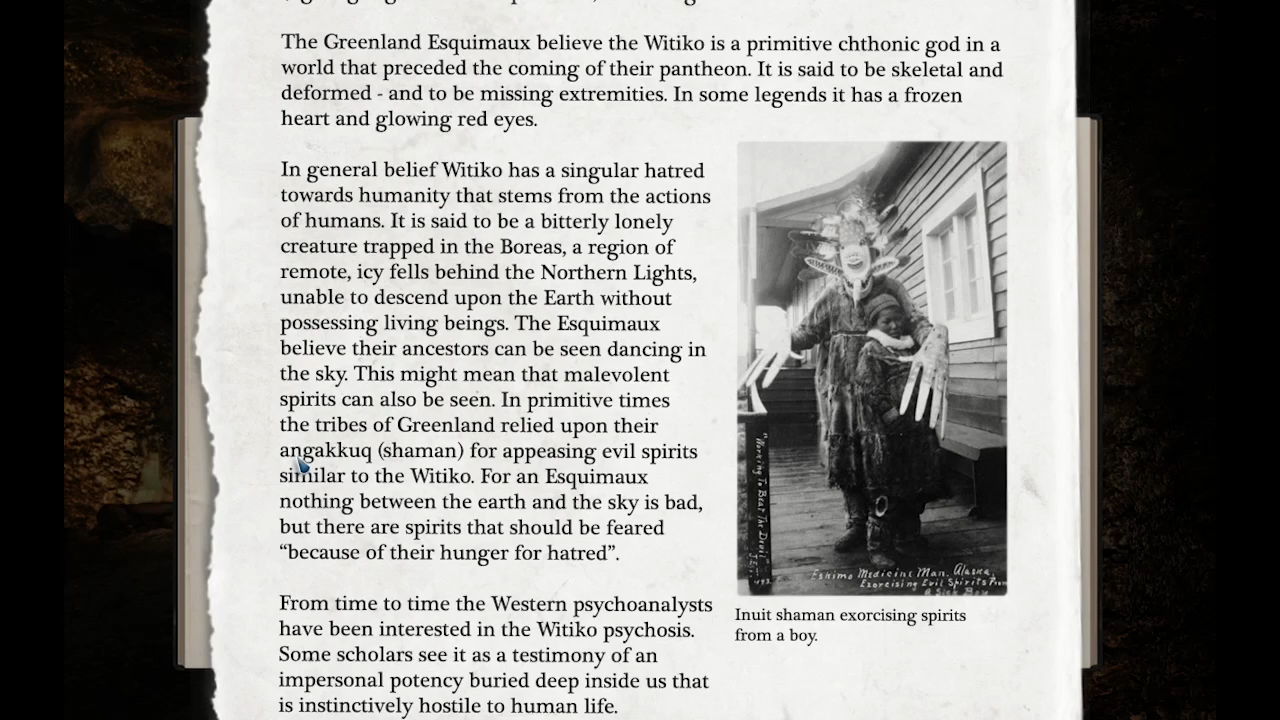 The Greenland Esquimaux believe the Witiko is a primitive chthonic god in a
world that preceded the coming of their pantheon. It is said to be skeletal and
deformed - and to be missing extremities. In some legends it has a frozen
heart and glowing red eyes.
In general belief Witiko has a singular hatred
towards humanity that stems from the actions
of humans. It is said to be a bitterly lonely
creature trapped in the Boreas, a region of
remote, icy fells behind the Northern Lights,
unable to descend upon the Earth without
possessing living beings. The Esquimaux
believe their ancestors can be seen dancing in
the sky. This might mean that malevolent
spirits can also be seen. In primitive times
the tribes of Greenland relied upon their
angakkuq (shaman) for appeasing evil spirits
similar to the Witiko. For an Esquimaux
nothing between the earth and the sky is bad,
but there are spirits that should be feared
“because of their hunger for hatred”.
From time to time the Western psychoanalysts
have been interested in the Witiko psychosis.
Some scholars see it as a testimony of an
impersonal potency buried deep inside us that
is instinctively hostile to human life.
"Working To Beat The Devil"
Eskimo Medicine Man, Alaska,
Exorcising Evil Spirits From
A Sick Boy
Inuit shaman exorcising spirits
from a boy.